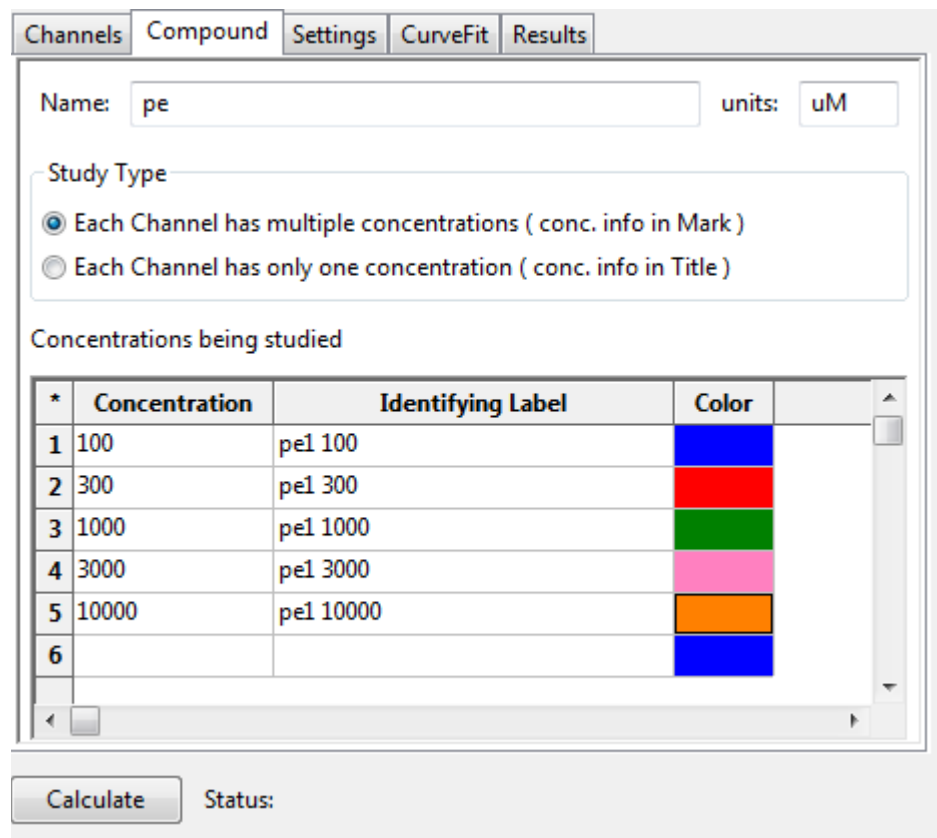 Channels Compound Settings CurveFit Results
Name: pe units: uM
Study Type
Each Channel has multiple concentrations ( conc. info in Mark )
Each Channel has only one concentration ( conc. info in Title )
Concentrations being studied
* Concentration Identifying Label Color
1 100 pe1 100
2 300 pe1 300
3 1000 pe1 1000
4 3000 pe1 3000
5 10000 pe1 10000
6
Calculate Status: